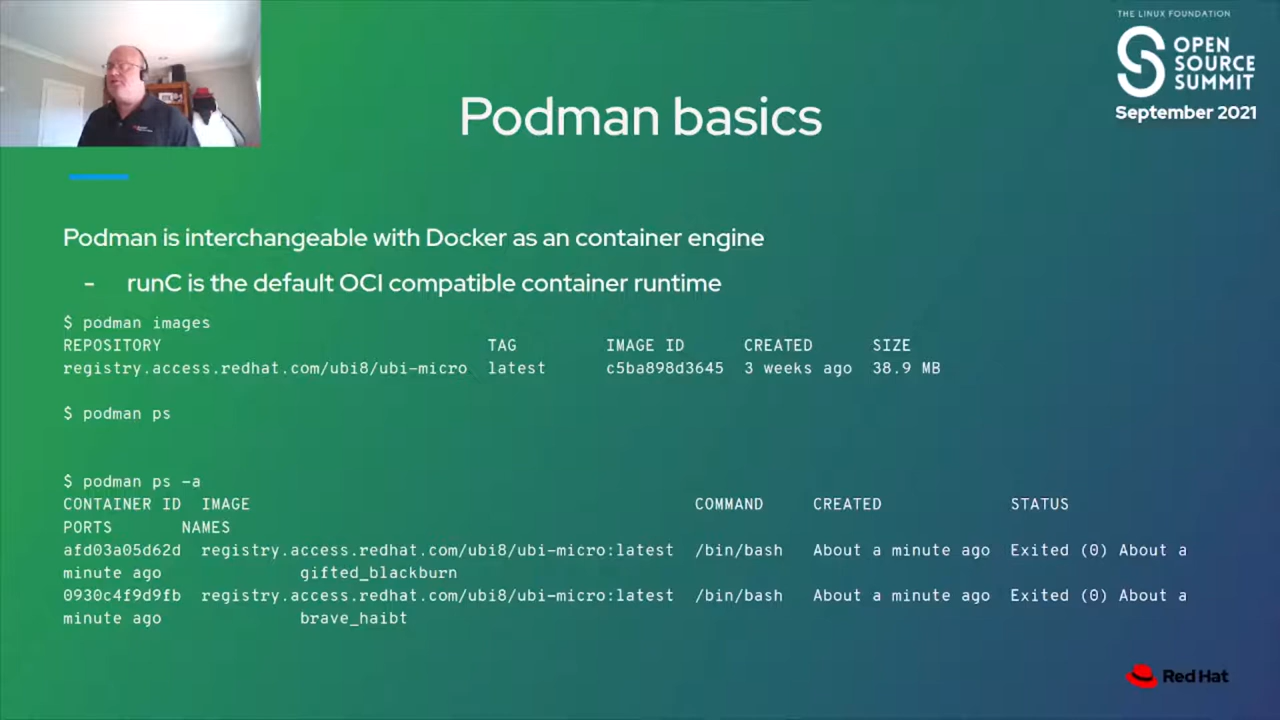 THE LINUX FOUNDATION
OPEN
SOURCE
SUMMIT
September 2021
Podman basics
Podman is interchangeable with Docker as an container engine
- runC is the default OCI compatible container runtime
$ podman images
REPOSITORY TAG IMAGE ID CREATED SIZE
registry.access.redhat.com/ubi8/ubi-micro latest c5ba898d3645 3 weeks ago 38.9 MB
$ podman ps
$ podman ps -a
CONTAINER ID IMAGE COMMAND CREATED STATUS
PORTS NAMES
afd03a05d62d registry.access.redhat.com/ubi8/ubi-micro:latest /bin/bash About a minute ago Exited (0) About a
minute ago gifted_blackburn
0930c4f9d9fb registry.access.redhat.com/ubi8/ubi-micro:latest /bin/bash About a minute ago Exited (0) About a
minute ago brave_haibt
Red Hat